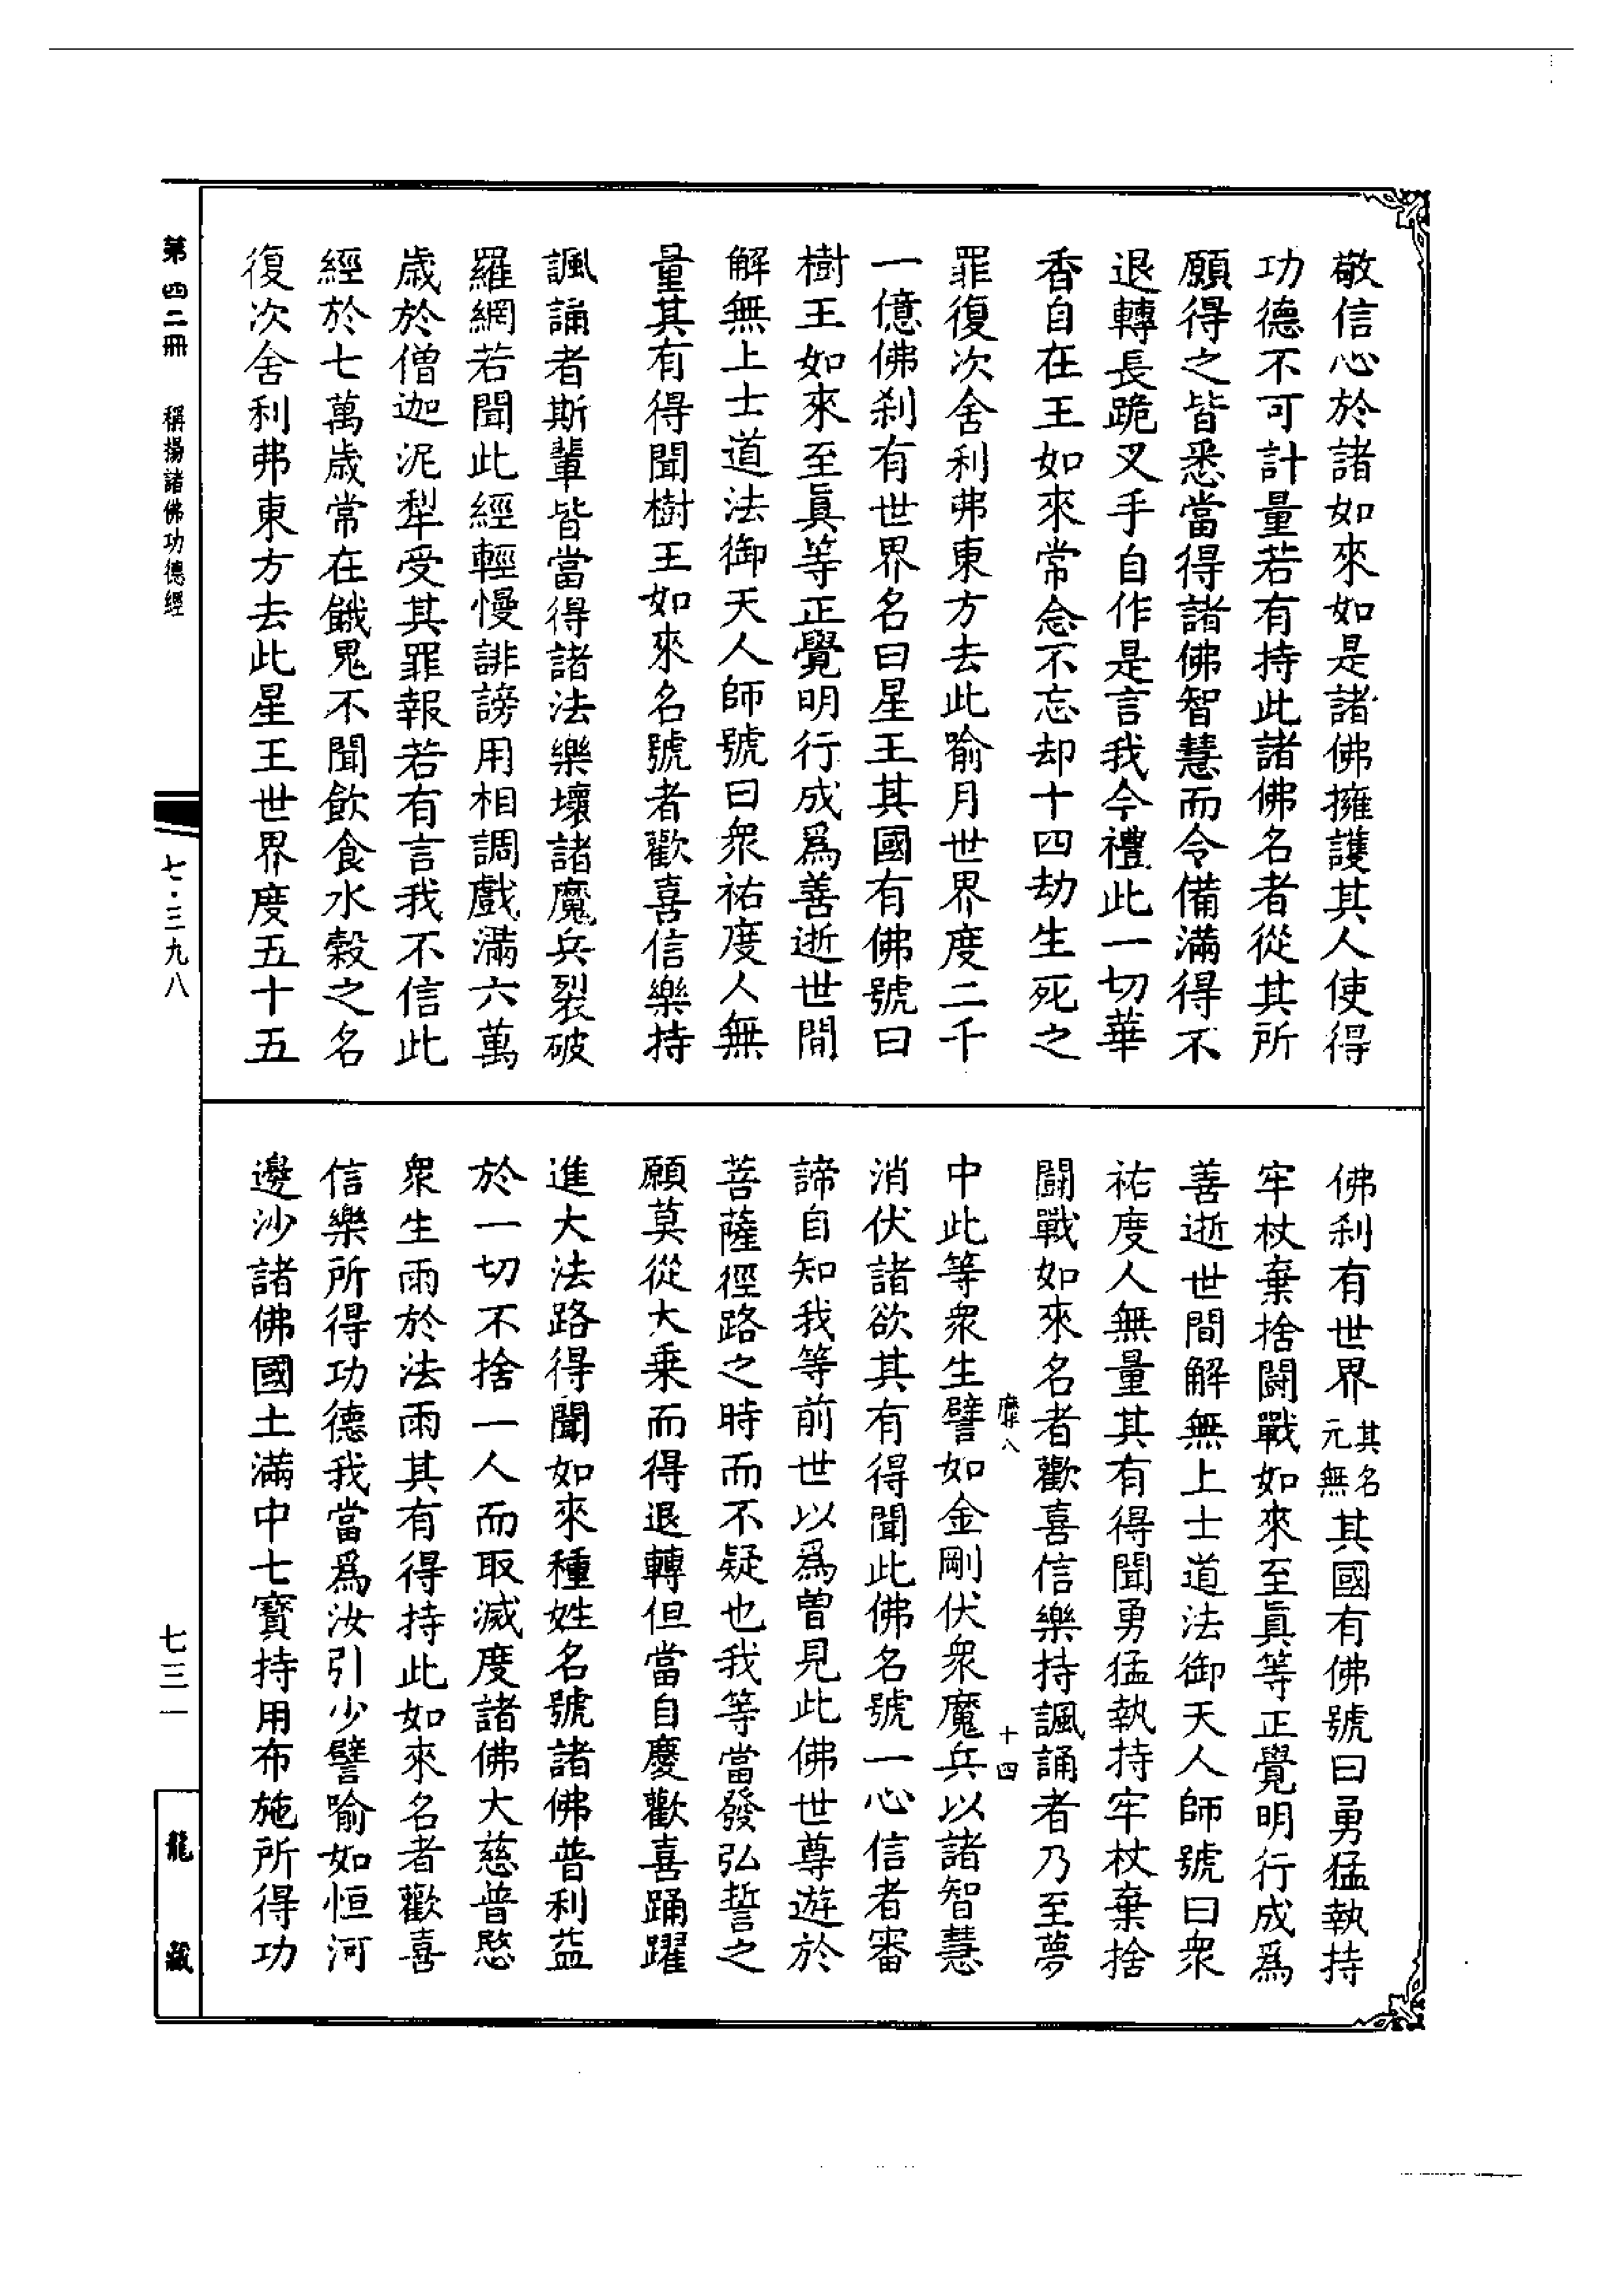 敬信心於諸如來如是諸佛擁護其人使得
功德不可計量若有持此諸佛名者從其所
願得之皆悉當得諸佛智慧而令備滿得不
退轉長跪叉手自作是言我今禮此一切華
香自在王如來常念不忘却十四劫生死之
罪復次舍利弗東方去此喻月世界度二千
一億佛剎有世界名曰星王其國有佛號曰
樹王如來至眞等正覺明行成爲善逝世間
解無上士道法御天人師號曰衆祐度人無
量其有得聞樹王如來名號者歡喜信樂持
諷誦者斯輩皆當得諸法樂壞諸魔兵裂破
羅網若聞此經輕慢誹謗用相調戲滿六萬
歲於僧迦泥犁受其罪報若有言我不信此
經於七萬歲常在餓鬼不聞飲食水穀之名
復次舍利弗東方去此星王世界度五十五
佛剎有世界其名元無其國有佛號曰勇猛執持
牢杖棄捨鬪戰如來至眞等正覺明行成爲
善逝世間解無上士道法御天人師號曰衆
祐度人無量其有得聞勇猛執持牢杖棄捨
鬪戰如來名者歡喜信樂持諷誦者乃至夢
靡八 十四
中此等衆生譬如金剛伏衆魔兵以諸智慧
消伏諸欲其有得聞此佛名號一心信者審
諦自知我等前世以爲曾見此佛世尊遊於
菩薩徑路之時而不疑也我等當發弘誓之
願莫從大乘而得退轉但當自慶歡喜踊躍
進大法路得聞如來種姓名號諸佛普利益
於一切不捨一人而取滅度諸佛大慈普愍
衆生雨於法雨其有得持此如來名者歡喜
信樂所得功德我當爲汝引少譬喻如恒河
邊沙諸佛國土滿中七寶持用布施所得功
第四二冊 稱揚諸佛功德經 七·三九八 七三一 龍藏